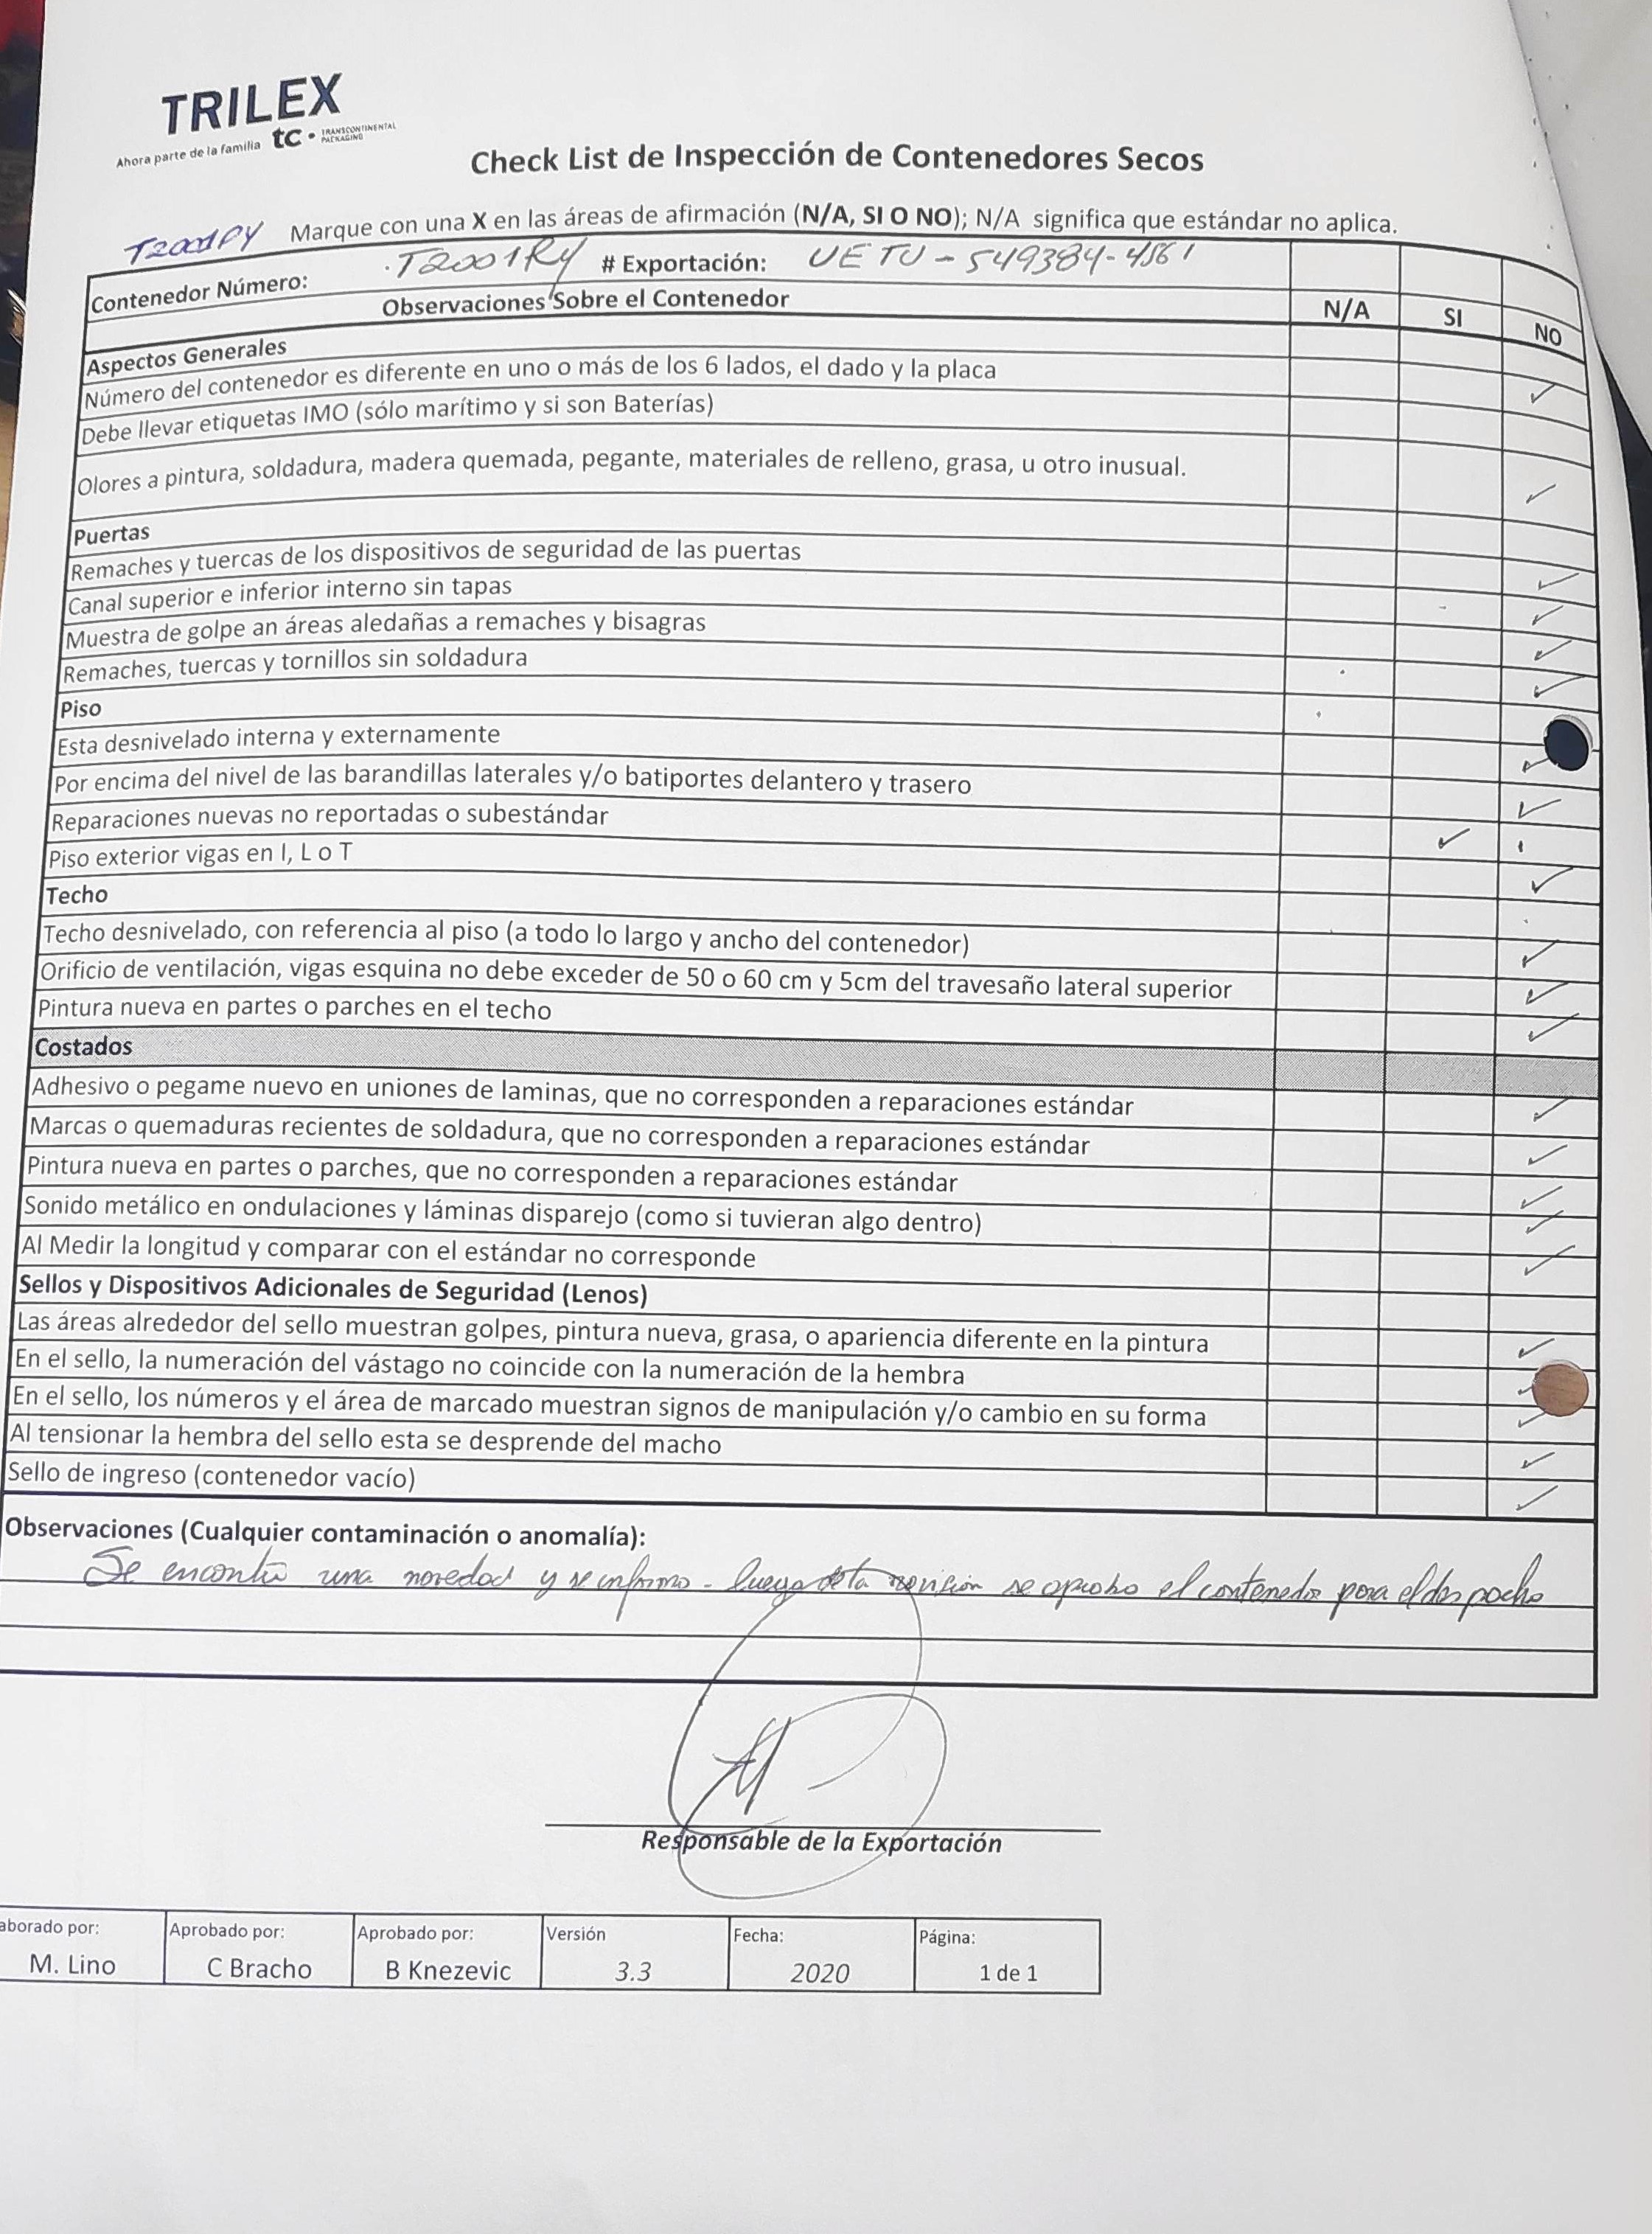 TRILEX
Ahora parte de la familia tc • TRANSCONTINENTAL PACKAGING
Check List de Inspección de Contenedores Secos
Marque con una X en las áreas de afirmación (N/A, SI O NO); N/A significa que estándar no aplica.
T2001PY
Contenedor Número: T2001RY # Exportación: UETU-549384-4561
Observaciones Sobre el Contenedor N/A SI NO
Aspectos Generales
Número del contenedor es diferente en uno o más de los 6 lados, el dado y la placa ✓
Debe llevar etiquetas IMO (sólo marítimo y si son Baterías)
Olores a pintura, soldadura, madera quemada, pegante, materiales de relleno, grasa, u otro inusual. ✓
Puertas
Remaches y tuercas de los dispositivos de seguridad de las puertas ✓
Canal superior e inferior interno sin tapas ✓
Muestra de golpe an áreas aledañas a remaches y bisagras ✓
Remaches, tuercas y tornillos sin soldadura ✓
Piso
Esta desnivelado interna y externamente ✓
Por encima del nivel de las barandillas laterales y/o batiportes delantero y trasero ✓
Reparaciones nuevas no reportadas o subestándar ✓
Piso exterior vigas en I, L o T ✓
Techo
Techo desnivelado, con referencia al piso (a todo lo largo y ancho del contenedor) ✓
Orificio de ventilación, vigas esquina no debe exceder de 50 o 60 cm y 5cm del travesaño lateral superior ✓
Pintura nueva en partes o parches en el techo ✓
Costados
Adhesivo o pegame nuevo en uniones de laminas, que no corresponden a reparaciones estándar ✓
Marcas o quemaduras recientes de soldadura, que no corresponden a reparaciones estándar ✓
Pintura nueva en partes o parches, que no corresponden a reparaciones estándar ✓
Sonido metálico en ondulaciones y láminas disparejo (como si tuvieran algo dentro) ✓
Al Medir la longitud y comparar con el estándar no corresponde ✓
Sellos y Dispositivos Adicionales de Seguridad (Lenos)
Las áreas alrededor del sello muestran golpes, pintura nueva, grasa, o apariencia diferente en la pintura ✓
En el sello, la numeración del vástago no coincide con la numeración de la hembra ✓
En el sello, los números y el área de marcado muestran signos de manipulación y/o cambio en su forma ✓
Al tensionar la hembra del sello esta se desprende del macho ✓
Sello de ingreso (contenedor vacío) ✓
Observaciones (Cualquier contaminación o anomalía):
Se encontro una novedad y se informo - luego de la revisión se aprobo el contenedor para el despacho
Responsable de la Exportación
aborado por: Aprobado por: Aprobado por: Versión Fecha: Página:
M. Lino C Bracho B Knezevic 3.3 2020 1 de 1